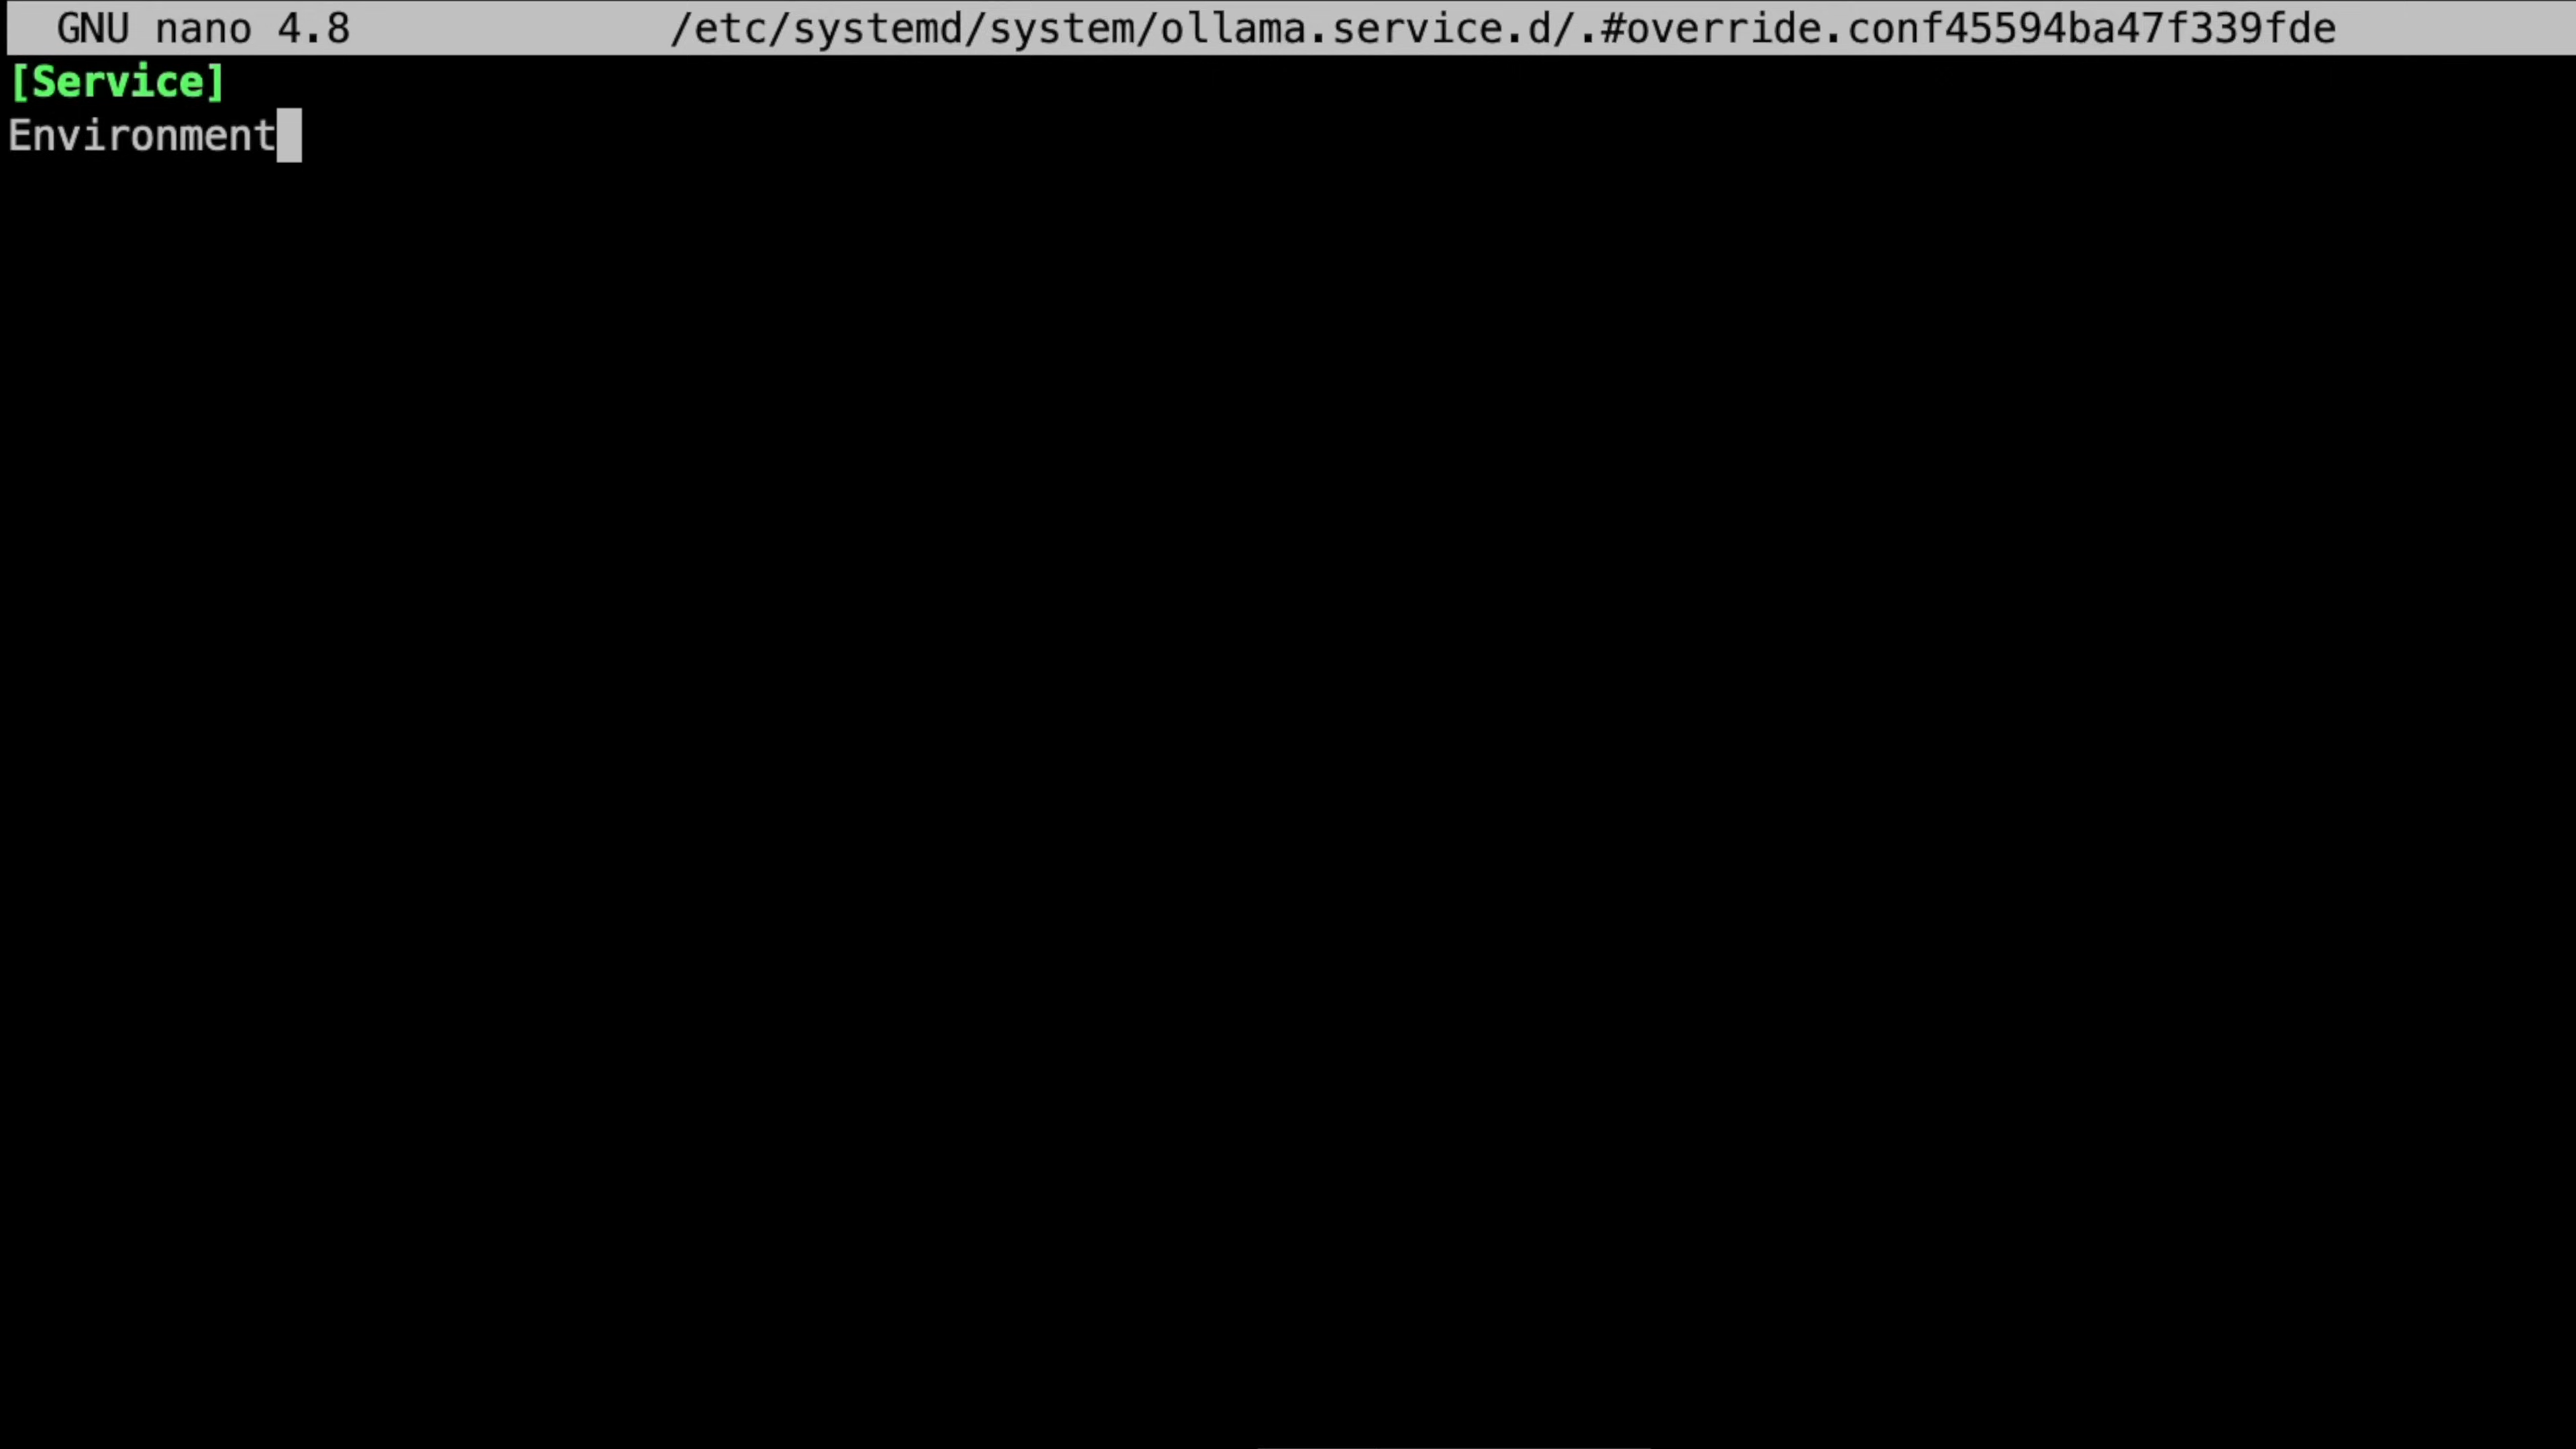 GNU nano 4.8 /etc/systemd/system/ollama.service.d/.#override.conf45594ba47f339fde
[Service]
Environment